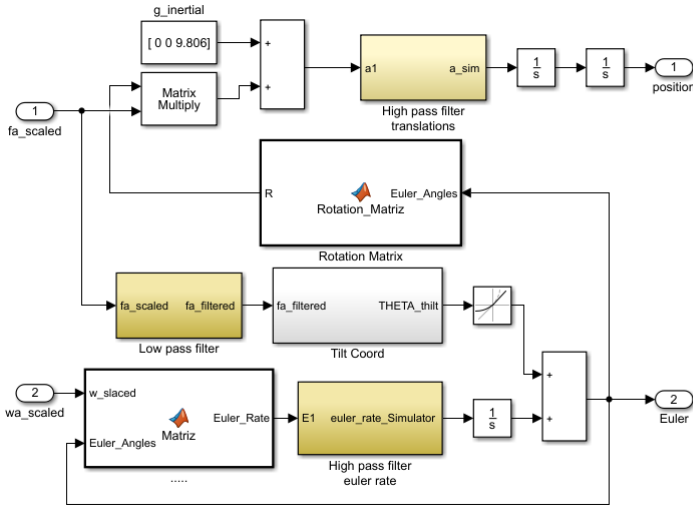 g_inertial
[ 0 0 9.806]
+
+
Matrix
Multiply
1
fa_scaled
a1
a_sim
High pass filter
translations
1
s
1
s
1
position
R
Euler_Angles
Rotation_Matriz
Rotation Matrix
fa_scaled
fa_filtered
Low pass filter
fa_filtered
THETA_thilt
Tilt Coord
2
wa_scaled
w_slaced
Euler_Rate
Matriz
Euler_Angles
.....
E1
euler_rate_Simulator
High pass filter
euler rate
1
s
+
+
2
Euler